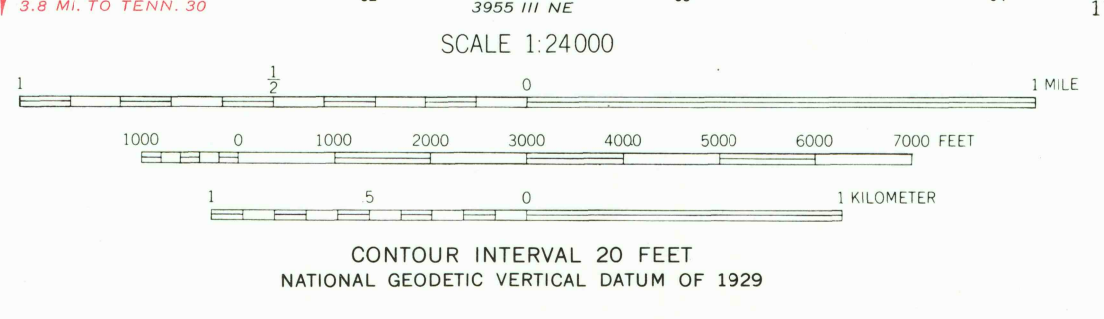 3.8 MI. TO TENN. 30
3955 III NE
1
SCALE 1:24000
1 1/2 0 1 MILE
1000 0 1000 2000 3000 4000 5000 6000 7000 FEET
1 .5 0 1 KILOMETER
CONTOUR INTERVAL 20 FEET
NATIONAL GEODETIC VERTICAL DATUM OF 1929